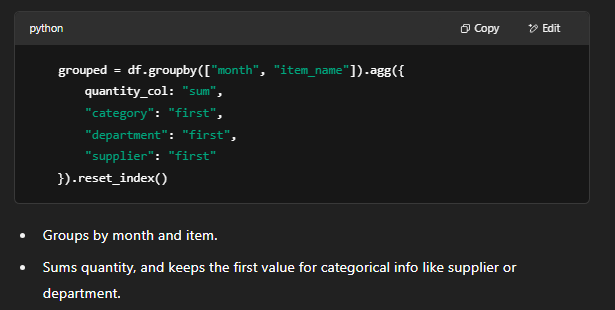 python
Copy
Edit
grouped = df.groupby(["month", "item_name"]).agg({
    quantity_col: "sum",
    "category": "first",
    "department": "first",
    "supplier": "first"
}).reset_index()
• Groups by month and item.
• Sums quantity, and keeps the first value for categorical info like supplier or
department.